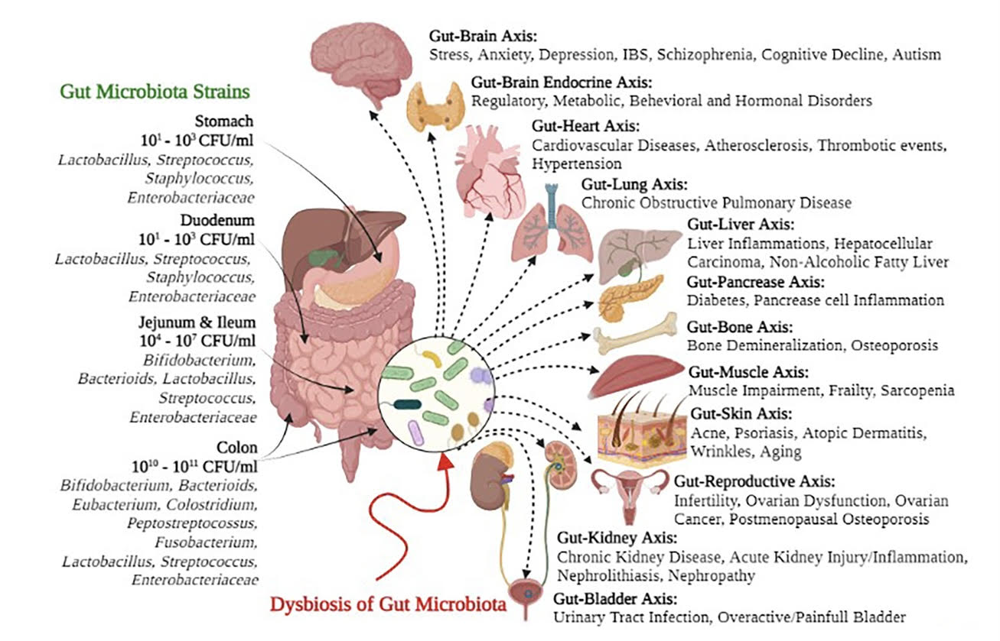 Gut Microbiota Strains
Stomach
10¹ - 10³ CFU/ml
Lactobacillus, Streptococcus,
Staphylococcus,
Enterobacteriaceae
Duodenum
10¹ - 10³ CFU/ml
Lactobacillus, Streptococcus,
Staphylococcus,
Enterobacteriaceae
Jejunum & Ileum
10⁴ - 10⁷ CFU/ml
Bifidobacterium,
Bacterioids, Lactobacillus,
Streptococcus,
Enterobacteriaceae
Colon
10¹⁰ - 10¹¹ CFU/ml
Bifidobacterium, Bacterioids,
Eubacterium, Colostridium,
Peptostreptocossus,
Fusobacterium,
Lactobacillus, Streptococcus,
Enterobacteriaceae
Gut-Brain Axis:
Stress, Anxiety, Depression, IBS, Schizophrenia, Cognitive Decline, Autism
Gut-Brain Endocrine Axis:
Regulatory, Metabolic, Behevioral and Hormonal Disorders
Gut-Heart Axis:
Cardiovascular Diseases, Atherosclerosis, Thrombotic events,
Hypertension
Gut-Lung Axis:
Chronic Obstructive Pulmonary Disease
Gut-Liver Axis:
Liver Inflammations, Hepatocellular
Carcinoma, Non-Alcoholic Fatty Liver
Gut-Pancrease Axis:
Diabetes, Pancrease cell Inflammation
Gut-Bone Axis:
Bone Demineralization, Osteoporosis
Gut-Muscle Axis:
Muscle Impairment, Frailty, Sarcopenia
Gut-Skin Axis:
Acne, Psoriasis, Atopic Dermatitis,
Wrinkles, Aging
Gut-Reproductive Axis:
Infertility, Ovarian Dysfunction, Ovarian
Cancer, Postmenopausal Osteoporosis
Gut-Kidney Axis:
Chronic Kidney Disease, Acute Kidney Injury/Inflammation,
Nephrolithiasis, Nephropathy
Gut-Bladder Axis:
Urinary Tract Infection, Overactive/Painfull Bladder
Dysbiosis of Gut Microbiota